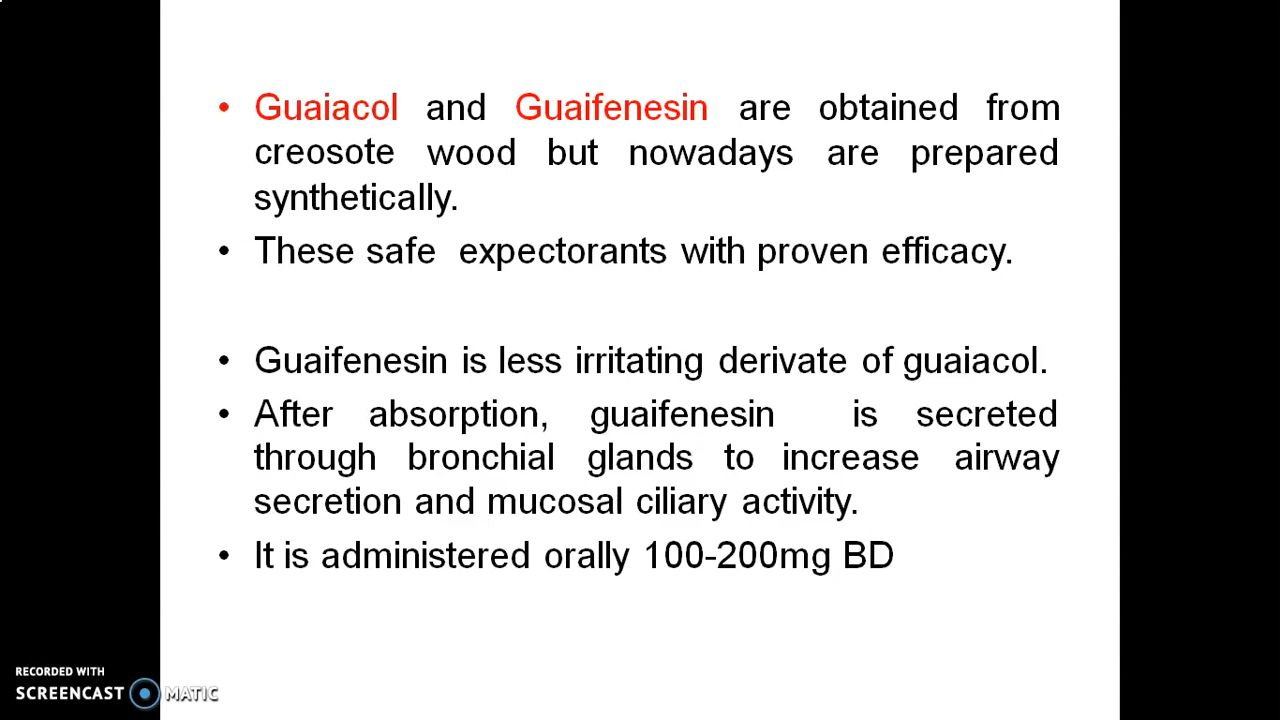 • Guaiacol and Guaifenesin are obtained from
creosote wood but nowadays are prepared
synthetically.
• These safe expectorants with proven efficacy.
• Guaifenesin is less irritating derivate of guaiacol.
• After absorption, guaifenesin is secreted
through bronchial glands to increase airway
secretion and mucosal ciliary activity.
• It is administered orally 100-200mg BD
RECORDED WITH
SCREENCAST MATIC